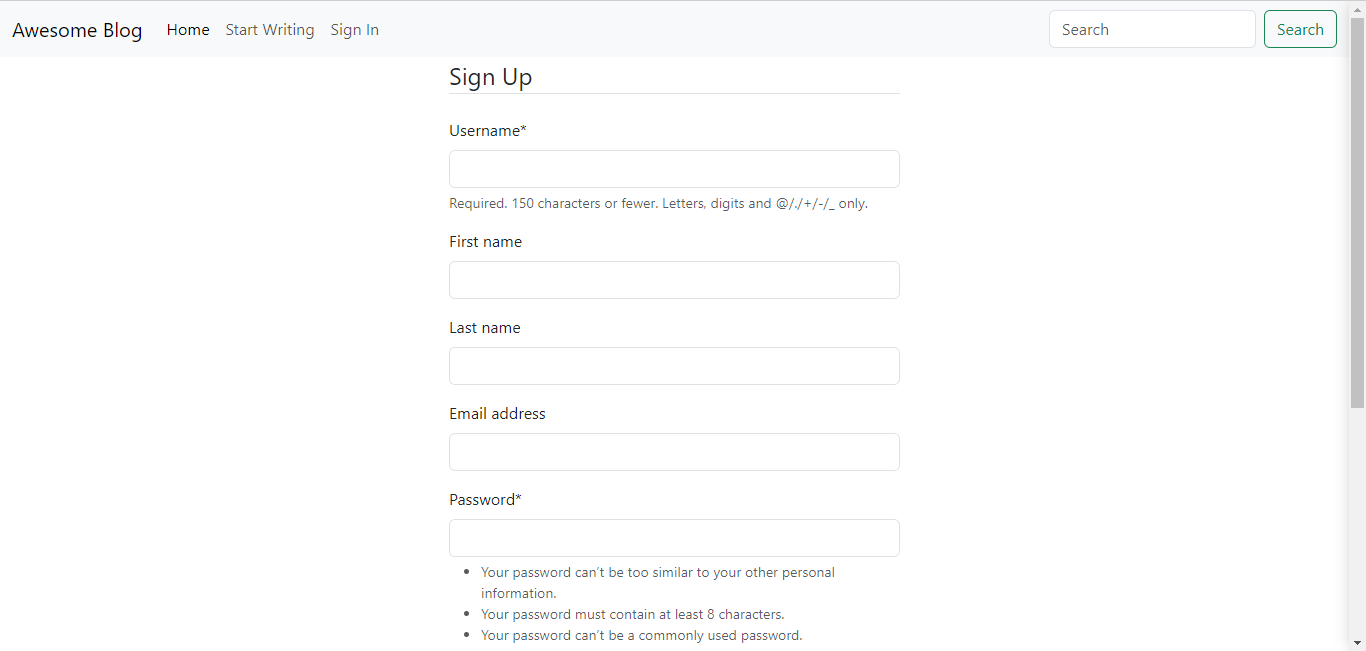 Awesome Blog Home Start Writing Sign In Search Search
Sign Up
Username*
Required. 150 characters or fewer. Letters, digits and @/./+/-/_ only.
First name
Last name
Email address
Password*
Your password can’t be too similar to your other personal
information.
Your password must contain at least 8 characters.
Your password can’t be a commonly used password.